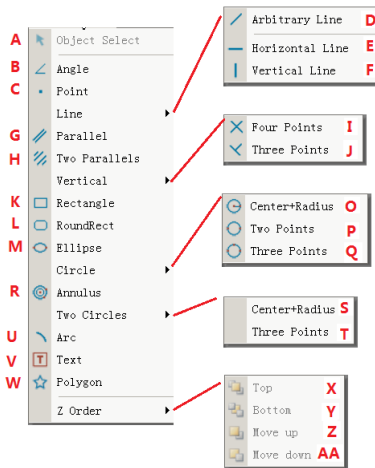 A Object Select
B Angle
C Point
Line
D Arbitrary Line
E Horizontal Line
F Vertical Line
G Parallel
H Two Parallels
Vertical
Four Points I
Three Points J
K Rectangle
L RoundRect
M Ellipse
Circle
Center+Radius O
Two Points P
Three Points Q
R Annulus
Two Circles
Center+Radius S
Three Points T
U Arc
V T Text
W Polygon
Z Order
Top X
Bottom Y
Move up Z
Move down AA